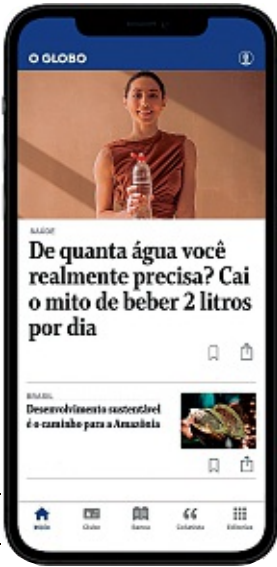 O GLOBO
SAÚDE
De quanta água você
realmente precisa? Cai
o mito de beber 2 litros
por dia
BRASIL
Desenvolvimento sustentável
é o caminho para a Amazônia
Início
Clube
Banca
Colunistas
Editorias